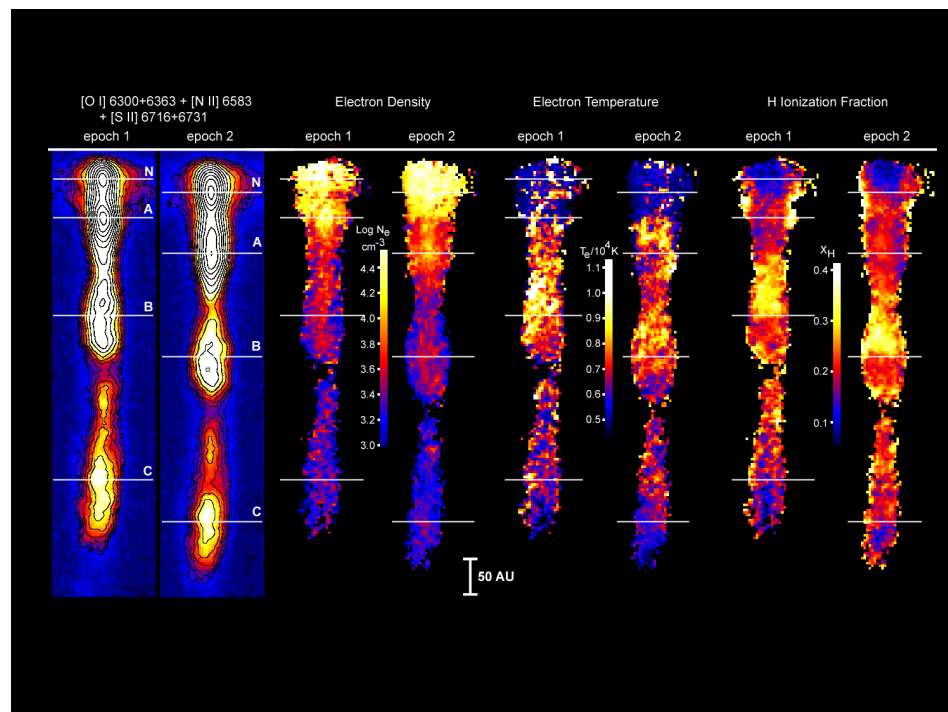 [O I] 6300+6363 + [N II] 6583
+ [S II] 6716+6731
Electron Density
Electron Temperature
H Ionization Fraction
epoch 1
epoch 2
epoch 1
epoch 2
epoch 1
epoch 2
epoch 1
epoch 2
N
A
B
C
N
A
B
C
Log Ne
cm-3
4.4
4.2
4.0
3.8
3.6
3.4
3.2
3.0
Te/10^4K
1.1
1.0
0.9
0.8
0.7
0.6
0.5
XH
0.4
0.3
0.2
0.1
50 AU